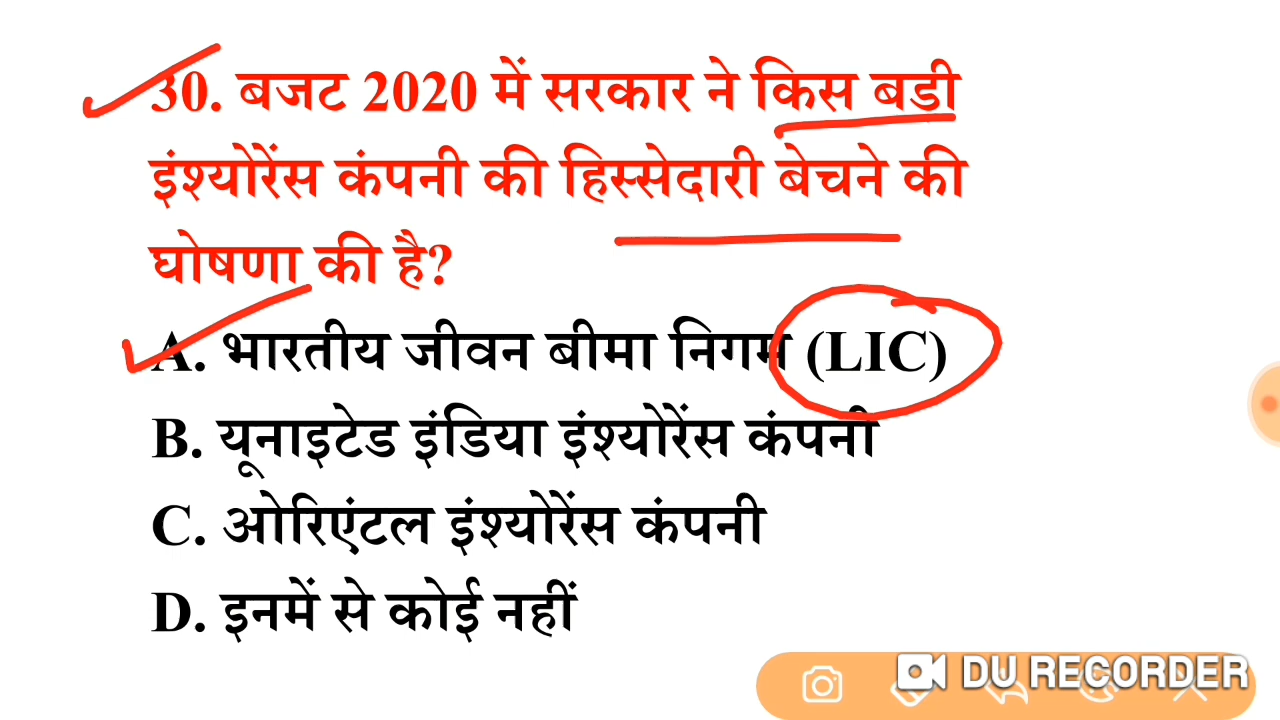 30. बजट 2020 में सरकार ने किस बडी
इंश्योरेंस कंपनी की हिस्सेदारी बेचने की
घोषणा की है?
A. भारतीय जीवन बीमा निगम (LIC)
B. यूनाइटेड इंडिया इंश्योरेंस कंपनी
C. ओरिएंटल इंश्योरेंस कंपनी
D. इनमें से कोई नहीं
DU RECORDER